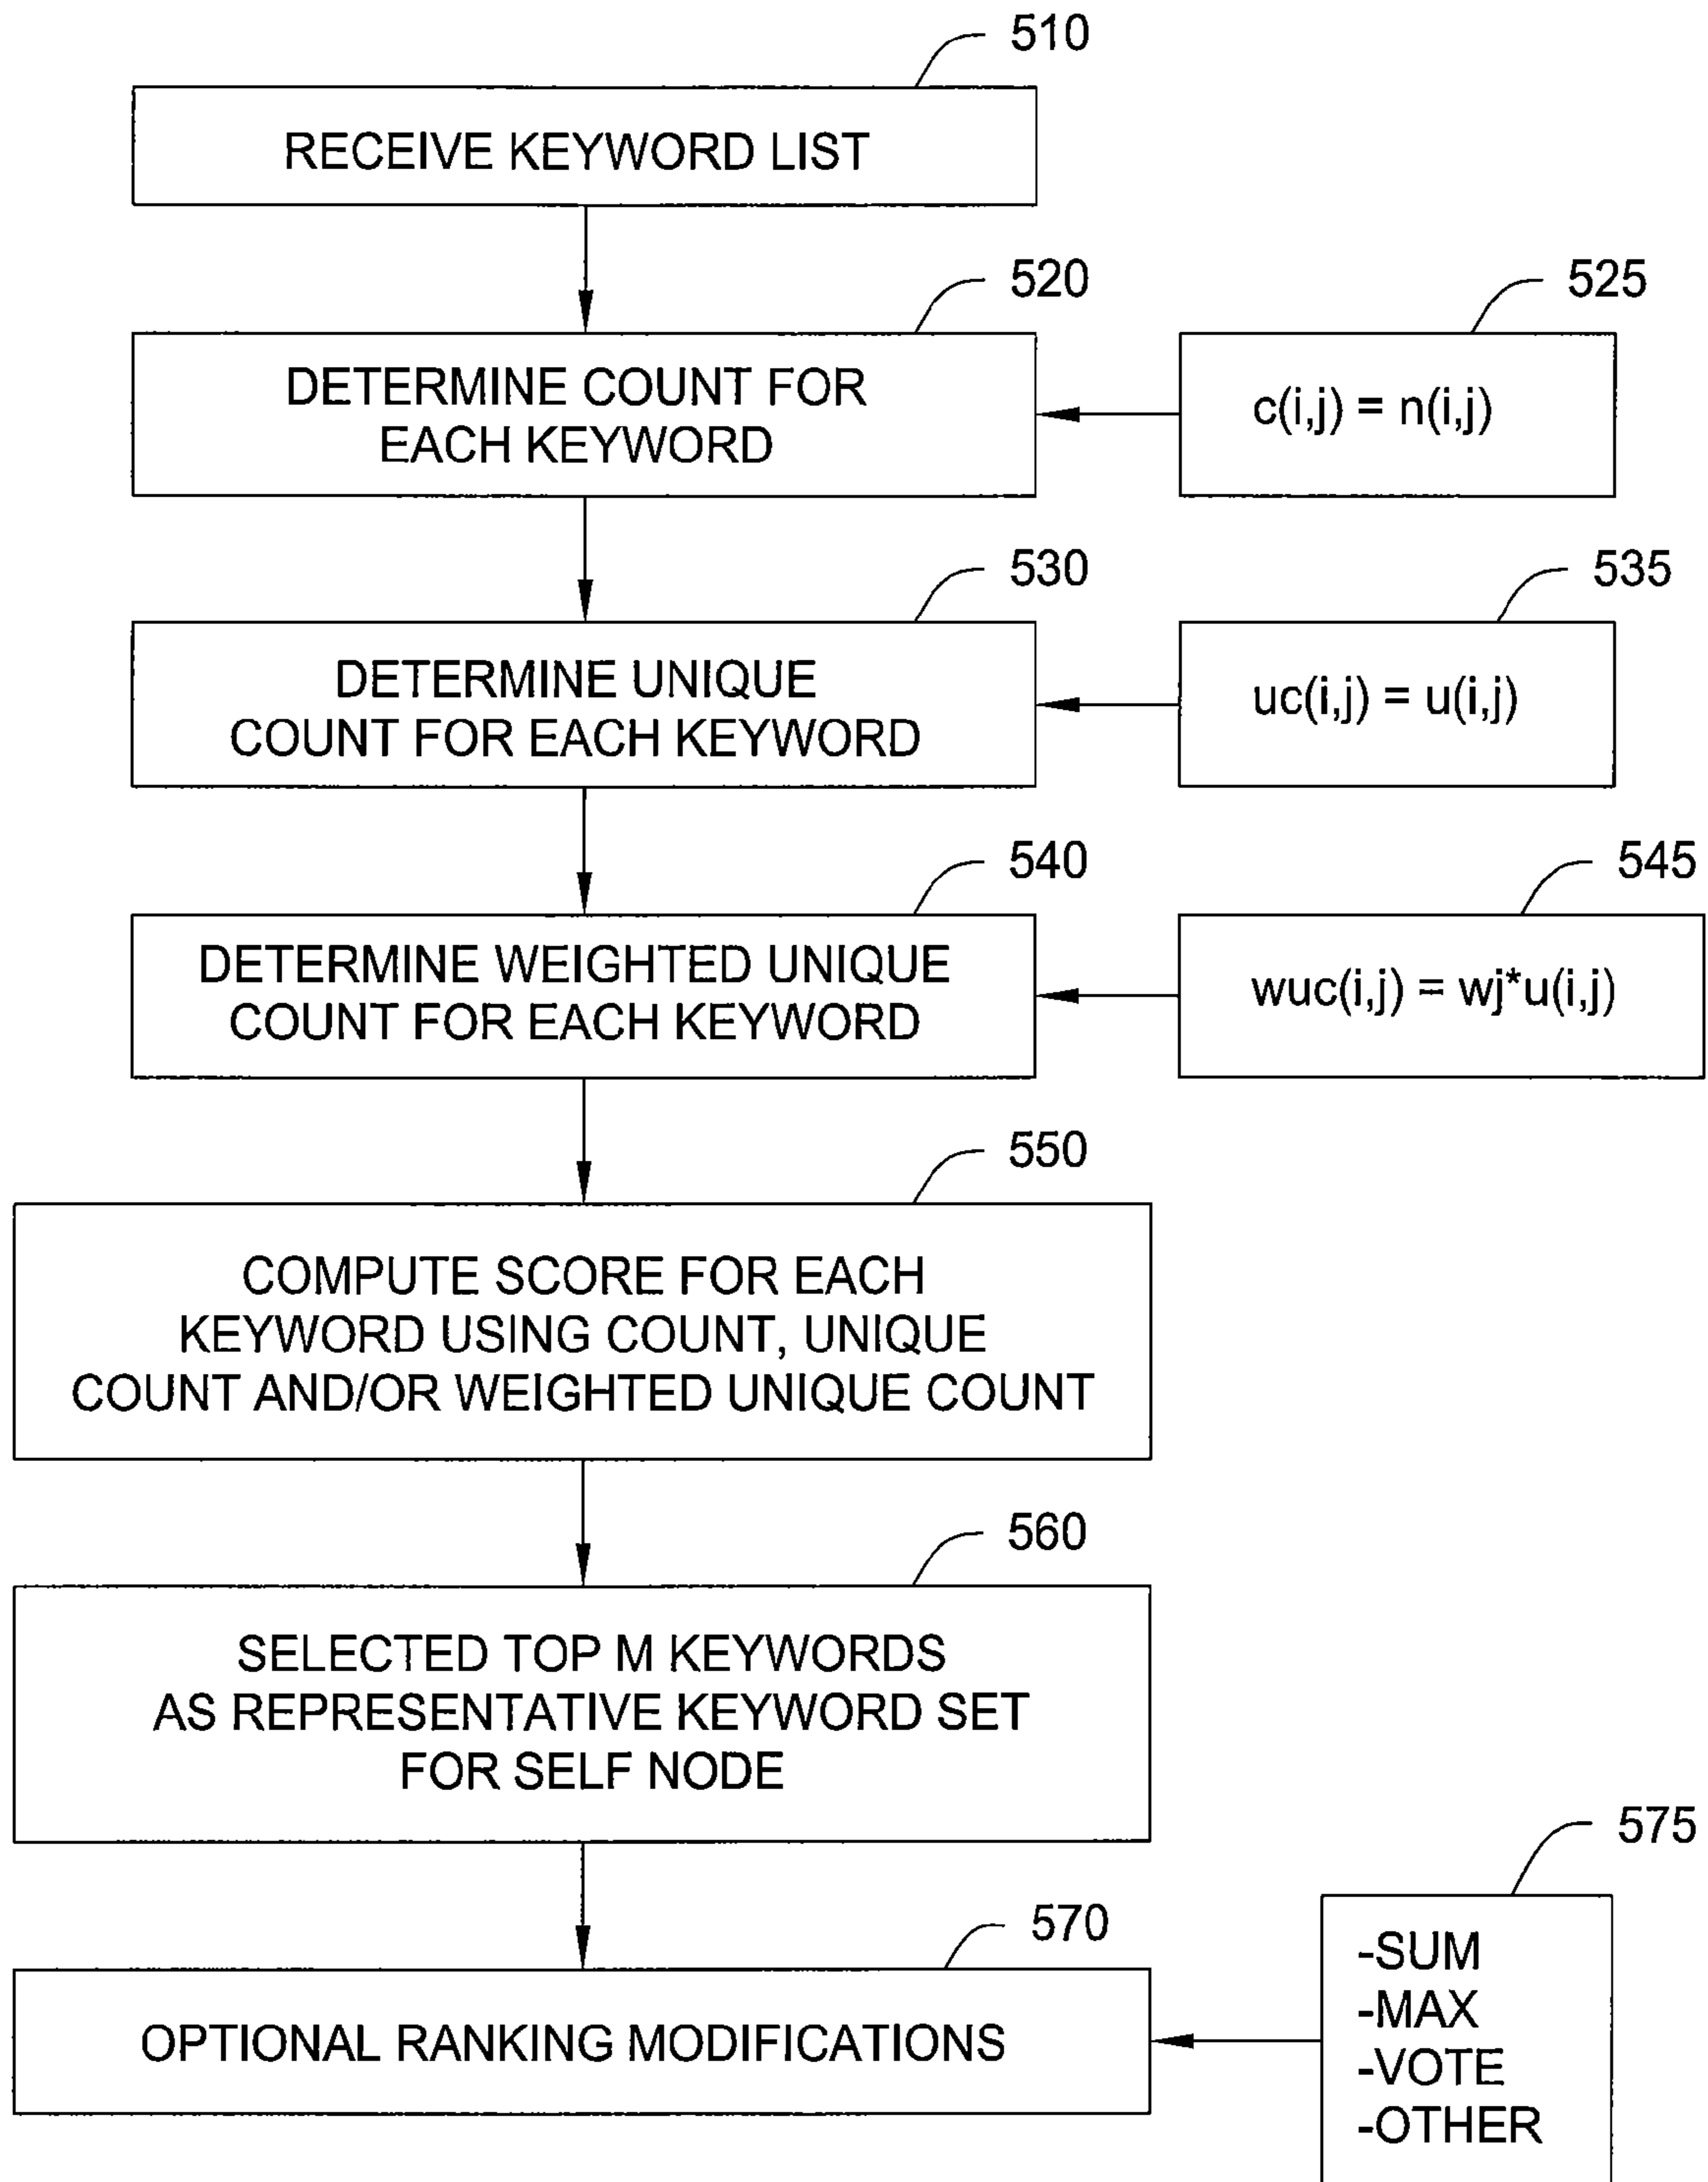 510
RECEIVE KEYWORD LIST
520
525
DETERMINE COUNT FOR
EACH KEYWORD
c(i,j) = n(i,j)
530
535
DETERMINE UNIQUE
COUNT FOR EACH KEYWORD
uc(i,j) = u(i,j)
540
545
DETERMINE WEIGHTED UNIQUE
COUNT FOR EACH KEYWORD
wuc(i,j) = wj*u(i,j)
550
COMPUTE SCORE FOR EACH
KEYWORD USING COUNT, UNIQUE
COUNT AND/OR WEIGHTED UNIQUE COUNT
560
SELECTED TOP M KEYWORDS
AS REPRESENTATIVE KEYWORD SET
FOR SELF NODE
570
575
OPTIONAL RANKING MODIFICATIONS
-SUM
-MAX
-VOTE
-OTHER